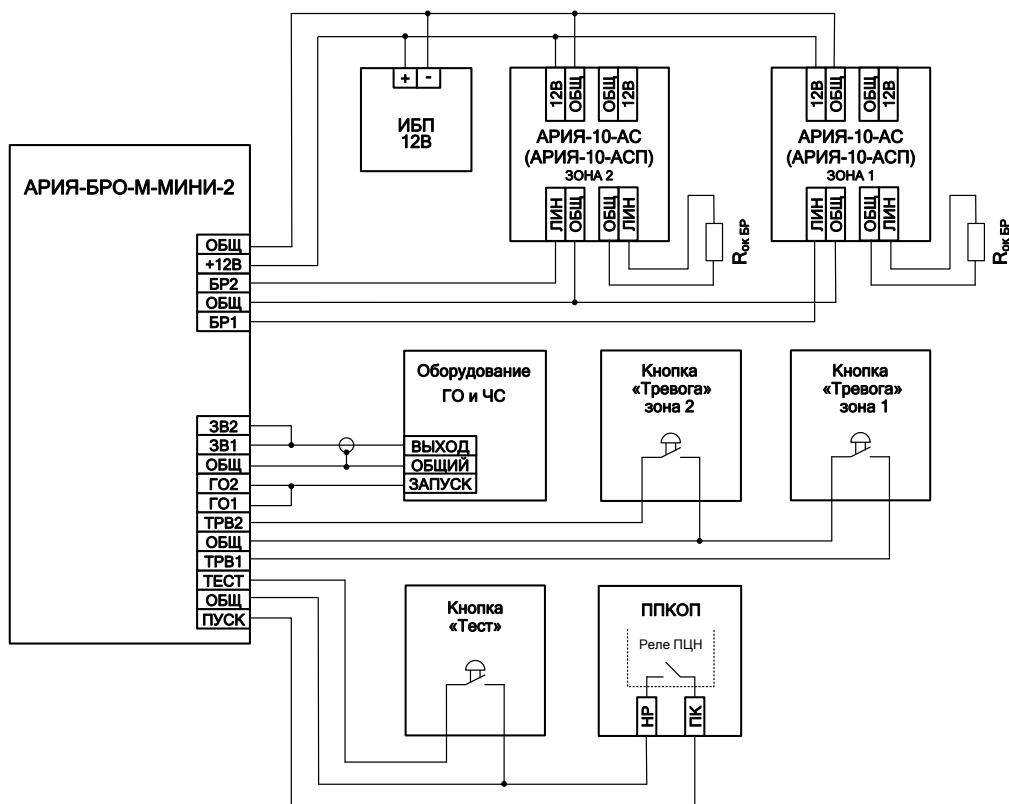 + -
ИБП
12В
12В ОБЩ ОБЩ 12В
АРИЯ-10-АС
(АРИЯ-10-АСП)
ЗОНА 2
ЛИН ОБЩ ОБЩ ЛИН
Rок БР
12В ОБЩ ОБЩ 12В
АРИЯ-10-АС
(АРИЯ-10-АСП)
ЗОНА 1
ЛИН ОБЩ ОБЩ ЛИН
Rок БР
АРИЯ-БРО-М-МИНИ-2
ОБЩ
+12В
БР2
ОБЩ
БР1
ЗВ2
ЗВ1
ОБЩ
ГО2
ГО1
ТРВ2
ОБЩ
ТРВ1
ТЕСТ
ОБЩ
ПУСК
Оборудование
ГО и ЧС
ВЫХОД
ОБЩИЙ
ЗАПУСК
Кнопка
«Тревога»
зона 2
Кнопка
«Тревога»
зона 1
Кнопка
«Тест»
ППКОП
Реле ПЦН
НР ПК